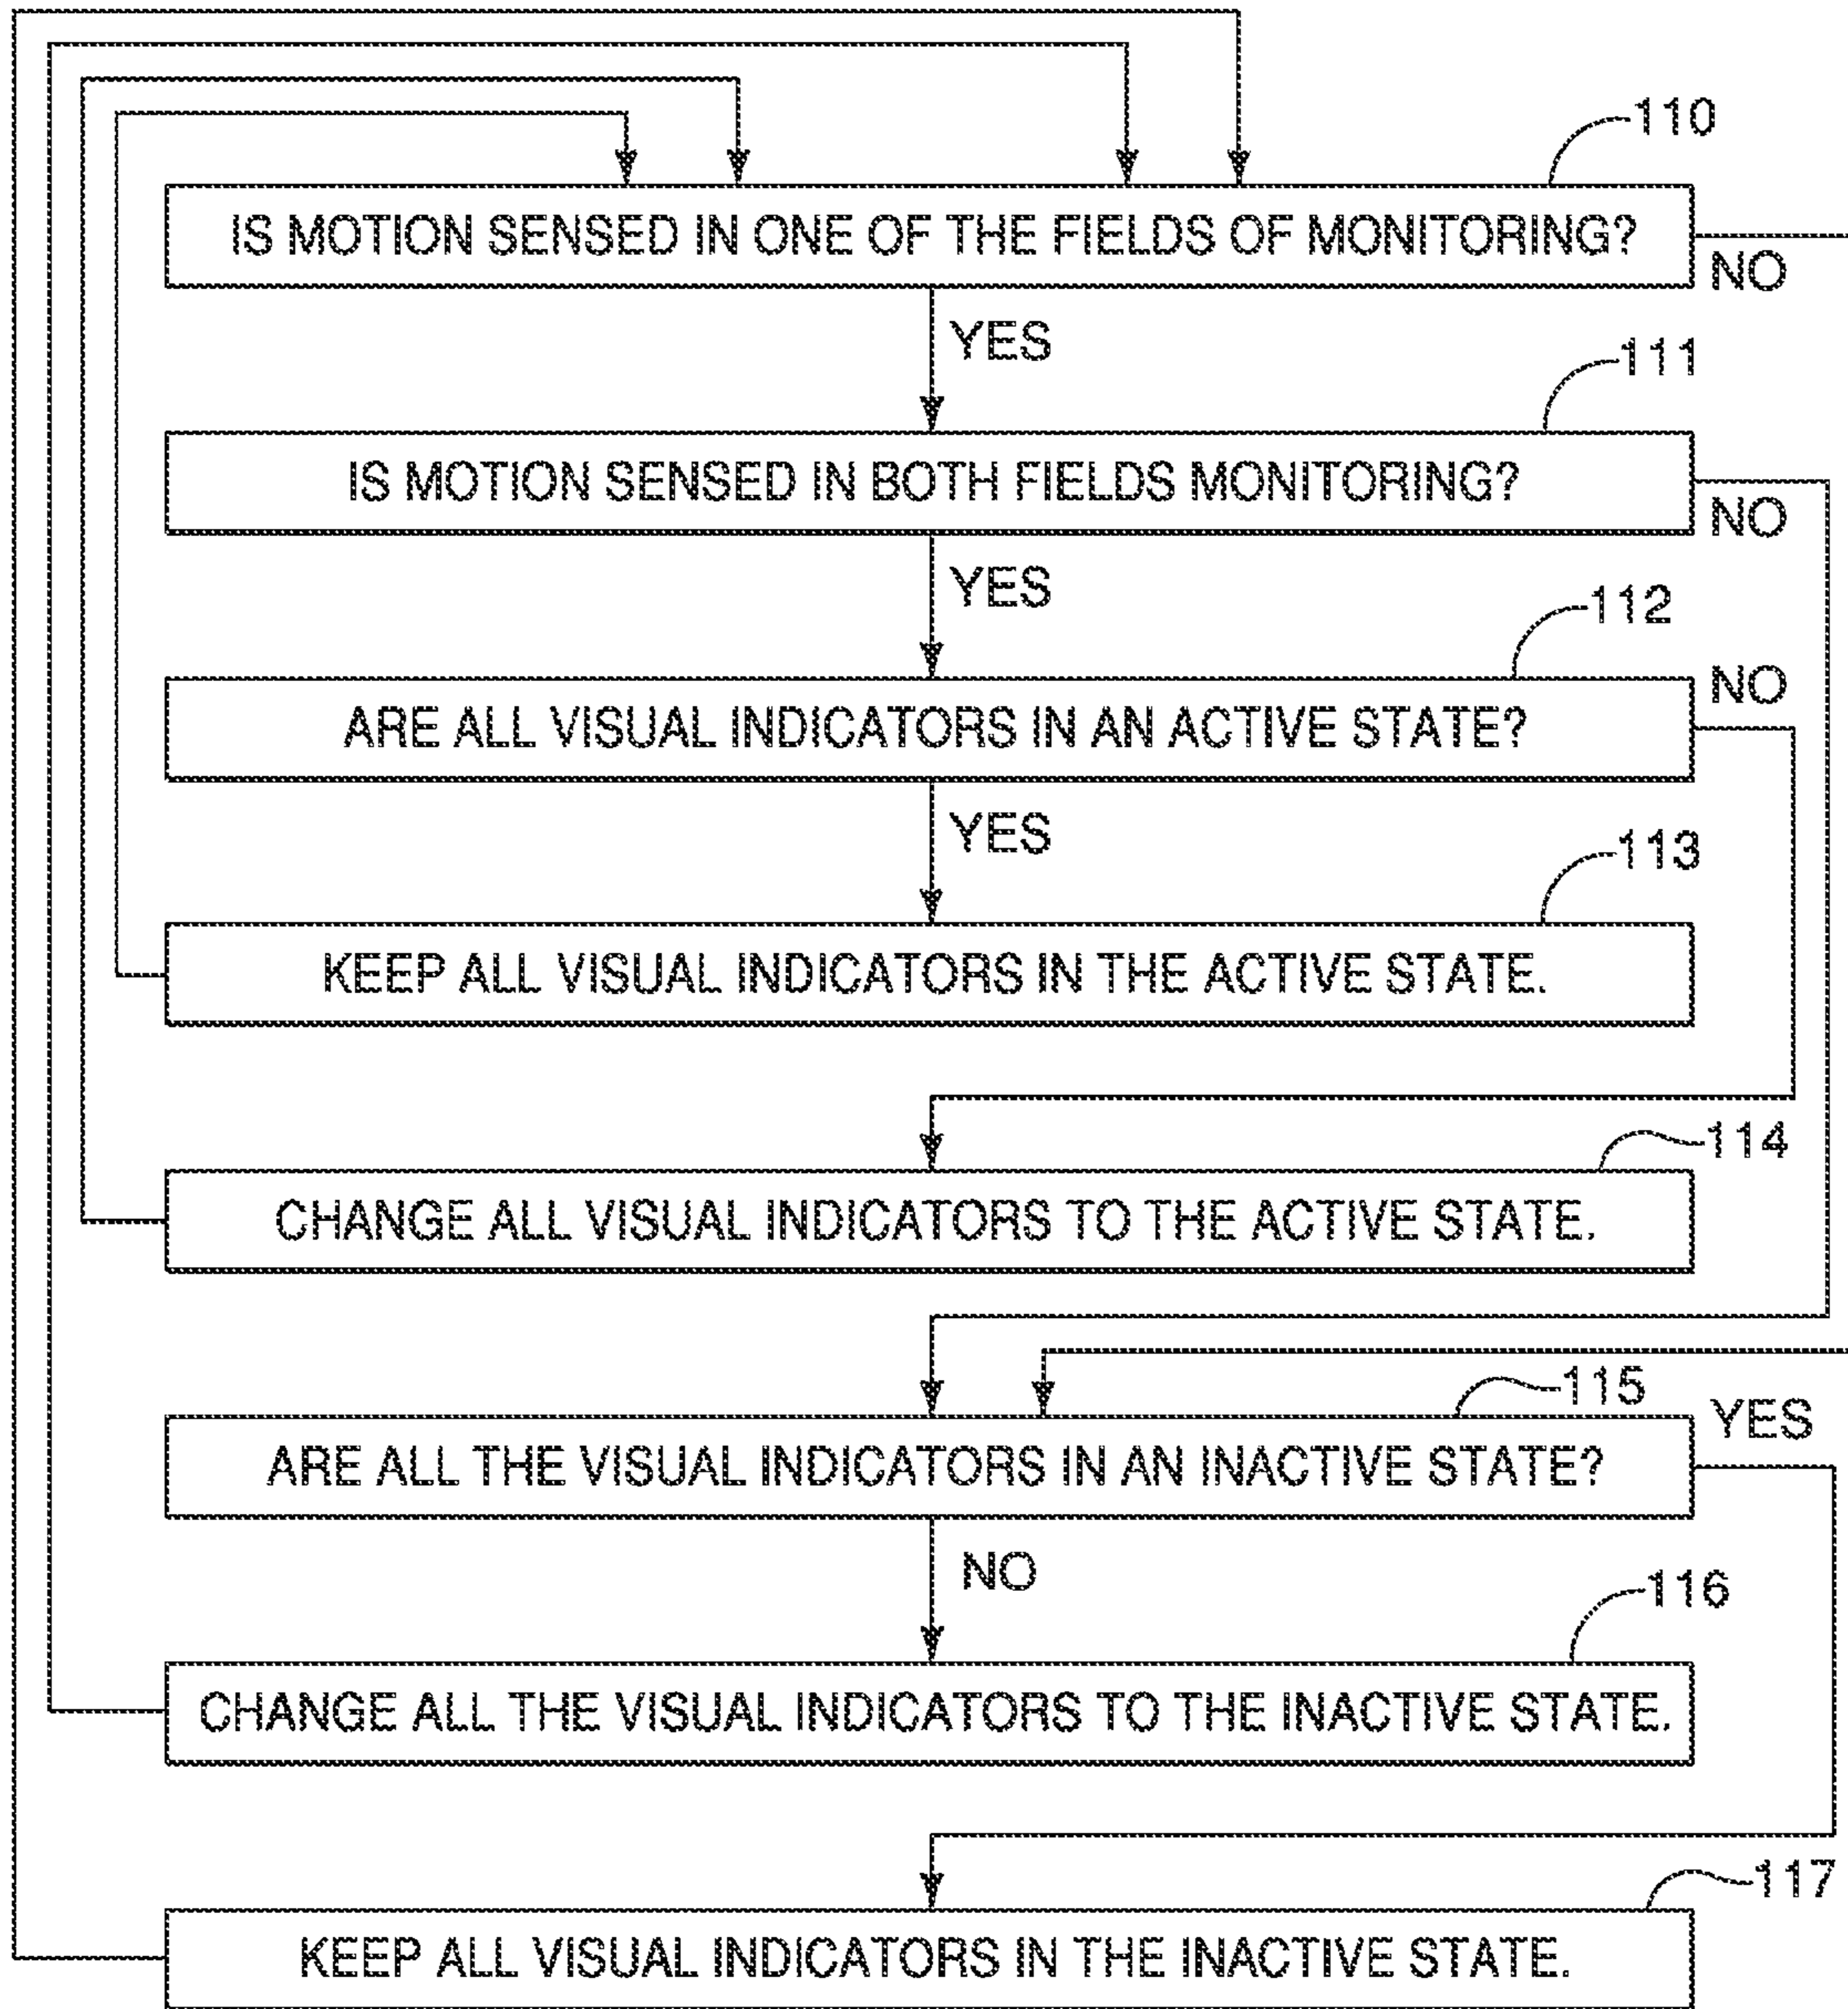 110
IS MOTION SENSED IN ONE OF THE FIELDS OF MONITORING?
NO
YES
111
IS MOTION SENSED IN BOTH FIELDS MONITORING?
NO
YES
112
NO
ARE ALL VISUAL INDICATORS IN AN ACTIVE STATE?
YES
113
KEEP ALL VISUAL INDICATORS IN THE ACTIVE STATE.
114
CHANGE ALL VISUAL INDICATORS TO THE ACTIVE STATE.
115
YES
ARE ALL THE VISUAL INDICATORS IN AN INACTIVE STATE?
NO
116
CHANGE ALL THE VISUAL INDICATORS TO THE INACTIVE STATE.
117
KEEP ALL VISUAL INDICATORS IN THE INACTIVE STATE.